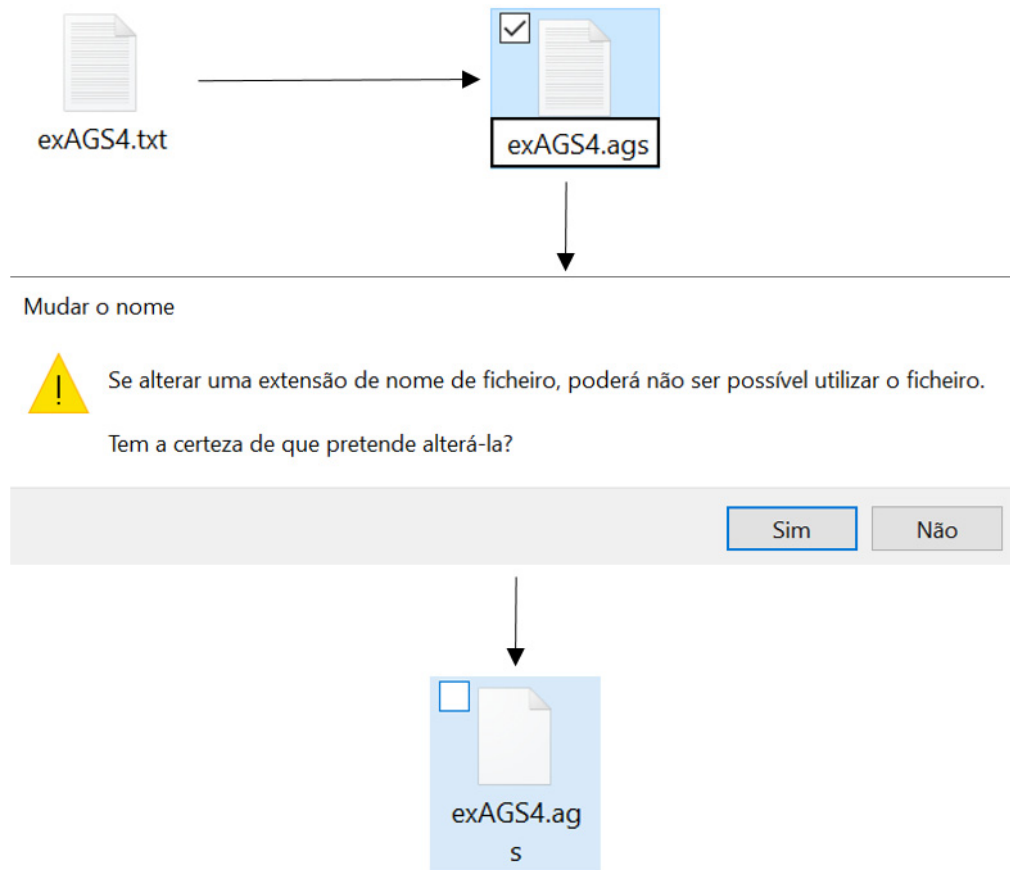 exAGS4.txt
exAGS4.ags
Mudar o nome
!
Se alterar uma extensão de nome de ficheiro, poderá não ser possível utilizar o ficheiro.
Tem a certeza de que pretende alterá-la?
Sim Não
exAGS4.ag
s